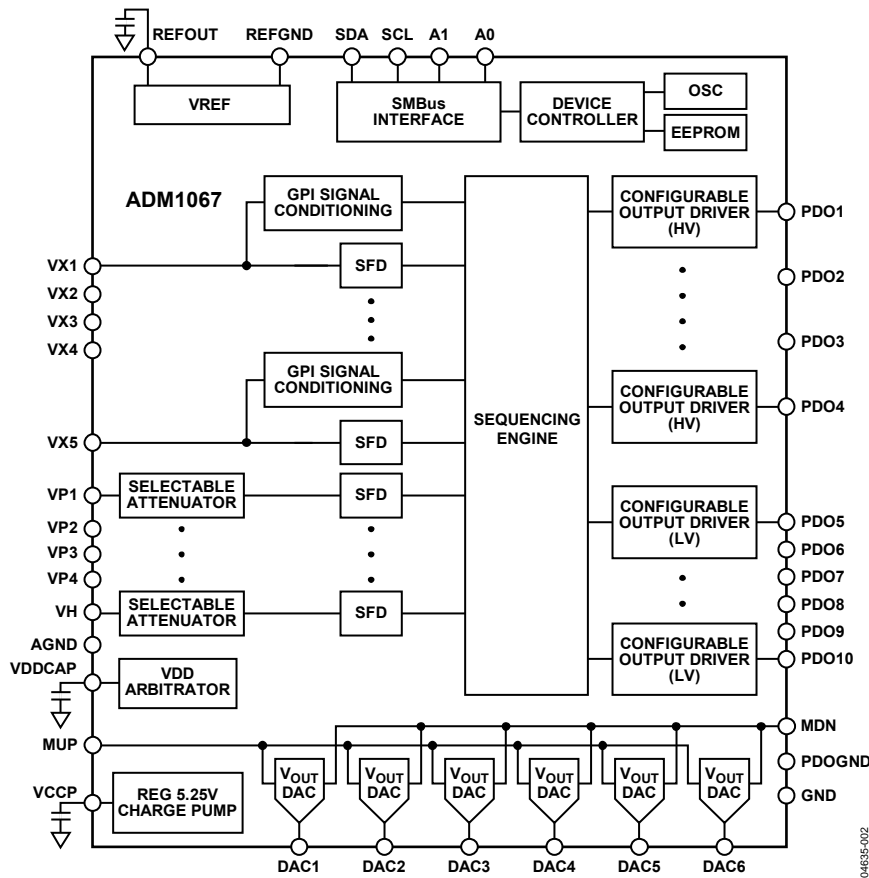 REFOUT REFGND SDA SCL A1 A0
VREF
SMBus
INTERFACE
DEVICE
CONTROLLER
OSC
EEPROM
ADM1067
GPI SIGNAL
CONDITIONING
CONFIGURABLE
OUTPUT DRIVER
(HV)
PDO1
VX1
SFD
PDO2
VX2
VX3
PDO3
VX4
GPI SIGNAL
CONDITIONING
CONFIGURABLE
OUTPUT DRIVER
(HV)
PDO4
SEQUENCING
ENGINE
VX5
SFD
VP1
SELECTABLE
ATTENUATOR
SFD
CONFIGURABLE
OUTPUT DRIVER
(LV)
PDO5
VP2
PDO6
VP3
PDO7
VP4
PDO8
VH
SELECTABLE
ATTENUATOR
SFD
PDO9
AGND
CONFIGURABLE
OUTPUT DRIVER
(LV)
PDO10
VDDCAP
VDD
ARBITRATOR
MDN
MUP
PDOGND
VOUT
DAC
VOUT
DAC
VOUT
DAC
VOUT
DAC
VOUT
DAC
VOUT
DAC
VCCP
REG 5.25V
CHARGE PUMP
GND
DAC1 DAC2 DAC3 DAC4 DAC5 DAC6
04635-002